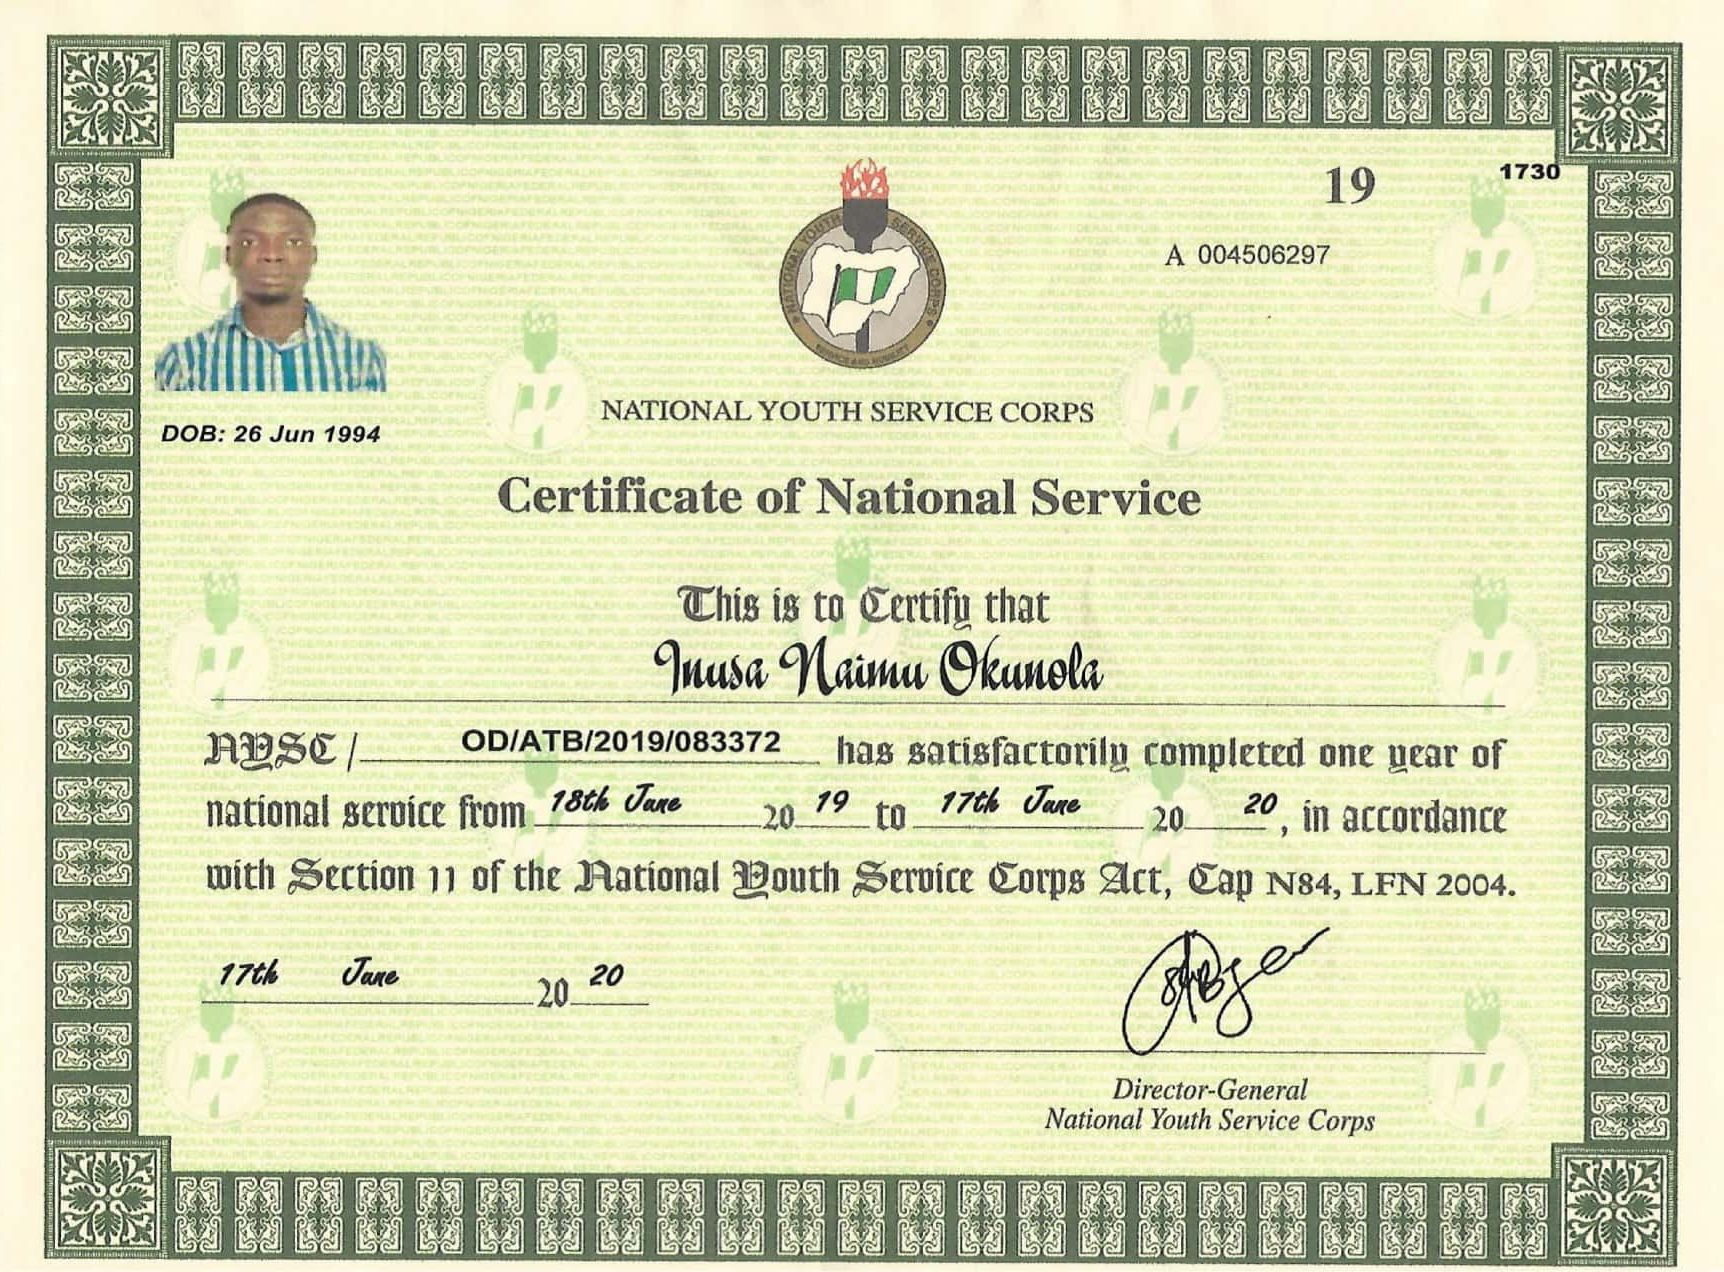 19
1730
A 004506297
NATIONAL YOUTH SERVICE CORPS
DOB: 26 Jun 1994
NATIONAL YOUTH SERVICE CORPS
Certificate of National Service
This is to Certify that
Inusa Naimu Okunola
NYSC/ OD/ATB/2019/083372 has satisfactorily completed one year of
national service from 18th June 20 19 to 17th June 20 20, in accordance
with Section 11 of the National Youth Service Corps Act, Cap N84, LFN 2004.
17th June 20 20
Director-General
National Youth Service Corps